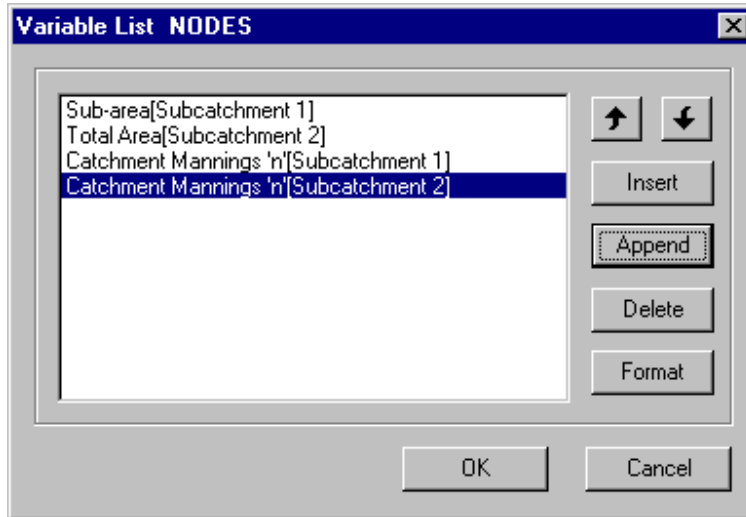 Variable List NODES
Sub-area[Subcatchment 1]
Total Area[Subcatchment 2]
Catchment Mannings 'n'[Subcatchment 1]
Catchment Mannings 'n'[Subcatchment 2]
Insert
Append
Delete
Format
OK Cancel